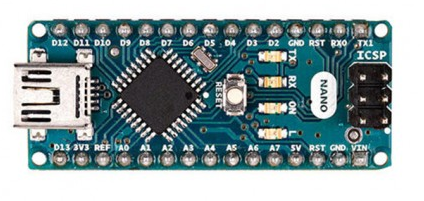 D12 D11 D10 D9 D8 D7 D6 D5 D4 D3 D2 GND RST RX0 TX1
TX
RX
ON
L
RESET
NANO
ICSP
D13 3V3 REF A0 A1 A2 A3 A4 A5 A6 A7 5V RST GND VIN